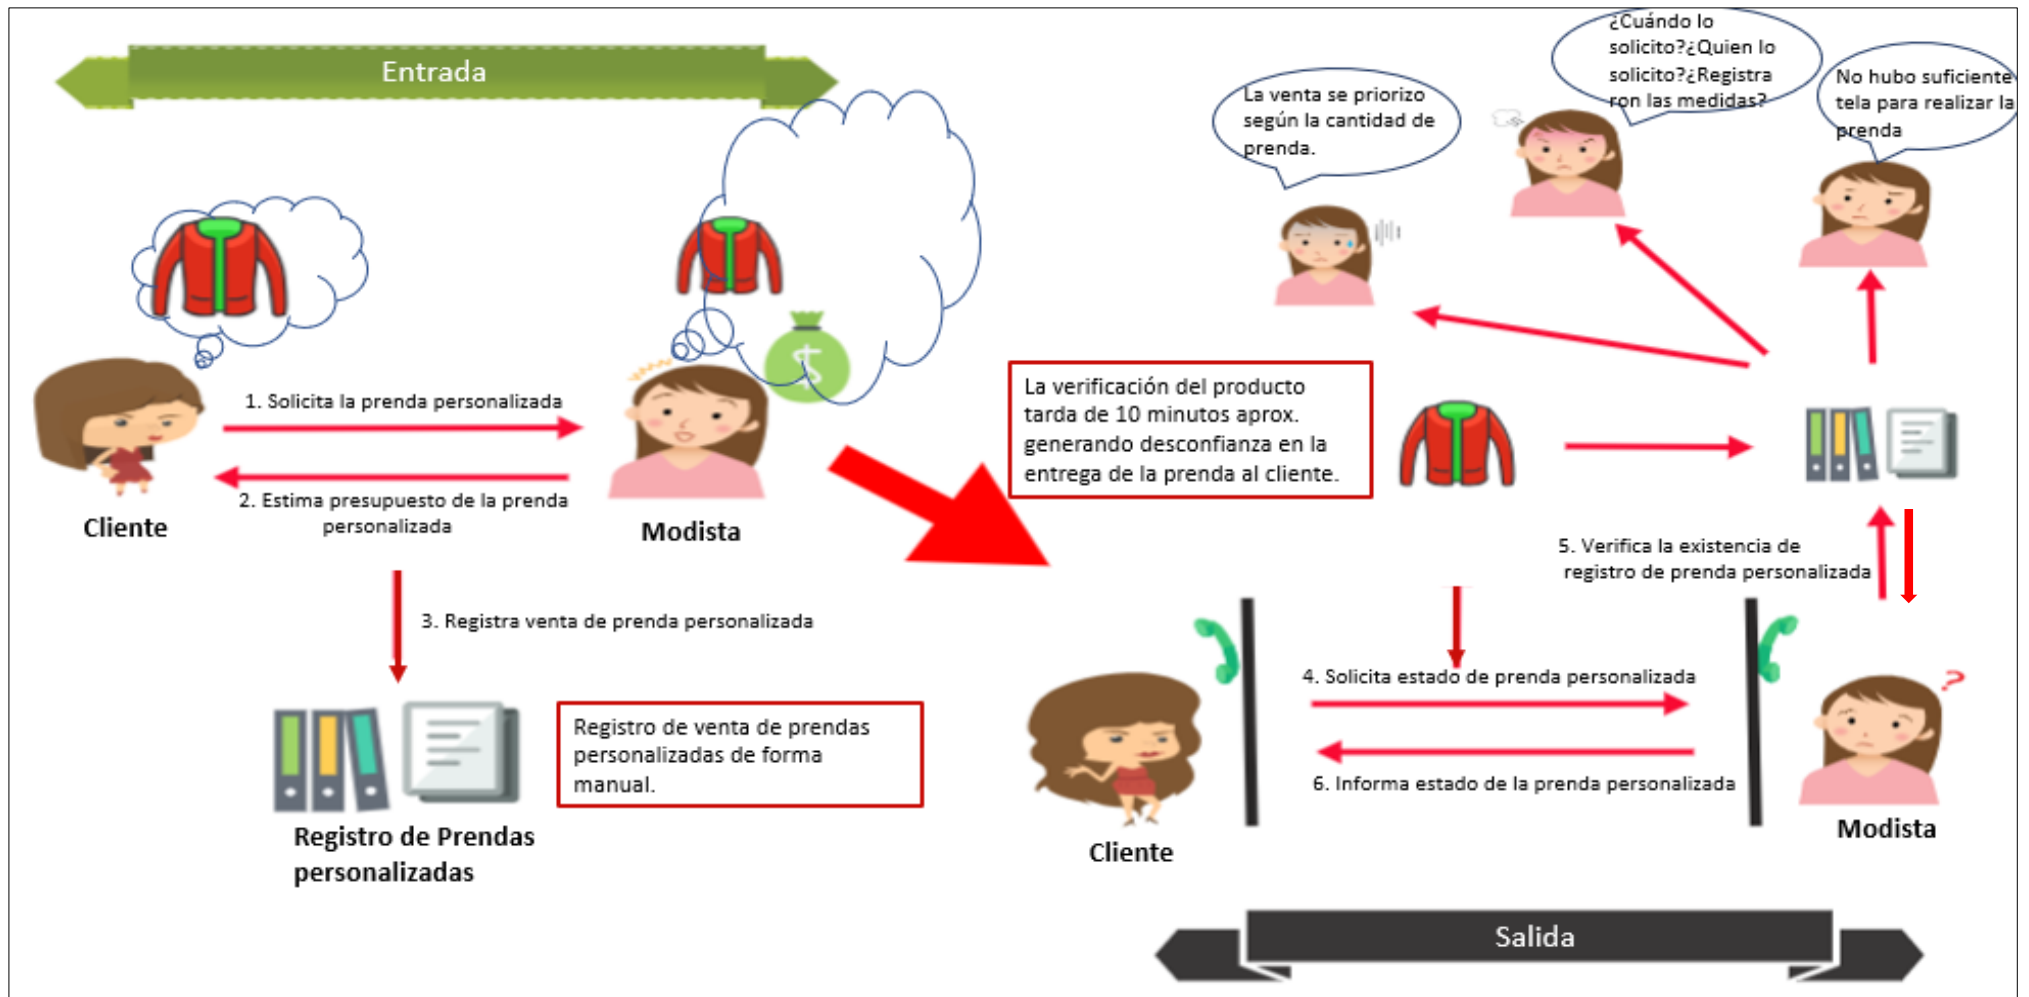 Entrada
¿Cuándo lo
solicito?¿Quien lo
solicito?¿Registra
ron las medidas?
La venta se priorizo
según la cantidad de
prenda.
No hubo suficiente
tela para realizar la
prenda
1. Solicita la prenda personalizada
2. Estima presupuesto de la prenda
personalizada
Cliente
Modista
3. Registra venta de prenda personalizada
Registro de venta de prendas
personalizadas de forma
manual.
Registro de Prendas
personalizadas
La verificación del producto
tarda de 10 minutos aprox.
generando desconfianza en la
entrega de la prenda al cliente.
5. Verifica la existencia de
registro de prenda personalizada
4. Solicita estado de prenda personalizada
?
6. Informa estado de la prenda personalizada
Cliente
Modista
Salida